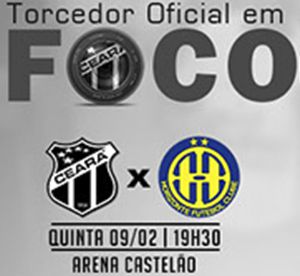 Torcedor Oficial em
FOCO
CEARÁ
CEARÁ x H
HORIZONTE FUTEBOL CLUBE
QUINTA 09/02 | 19H30
ARENA CASTELÃO